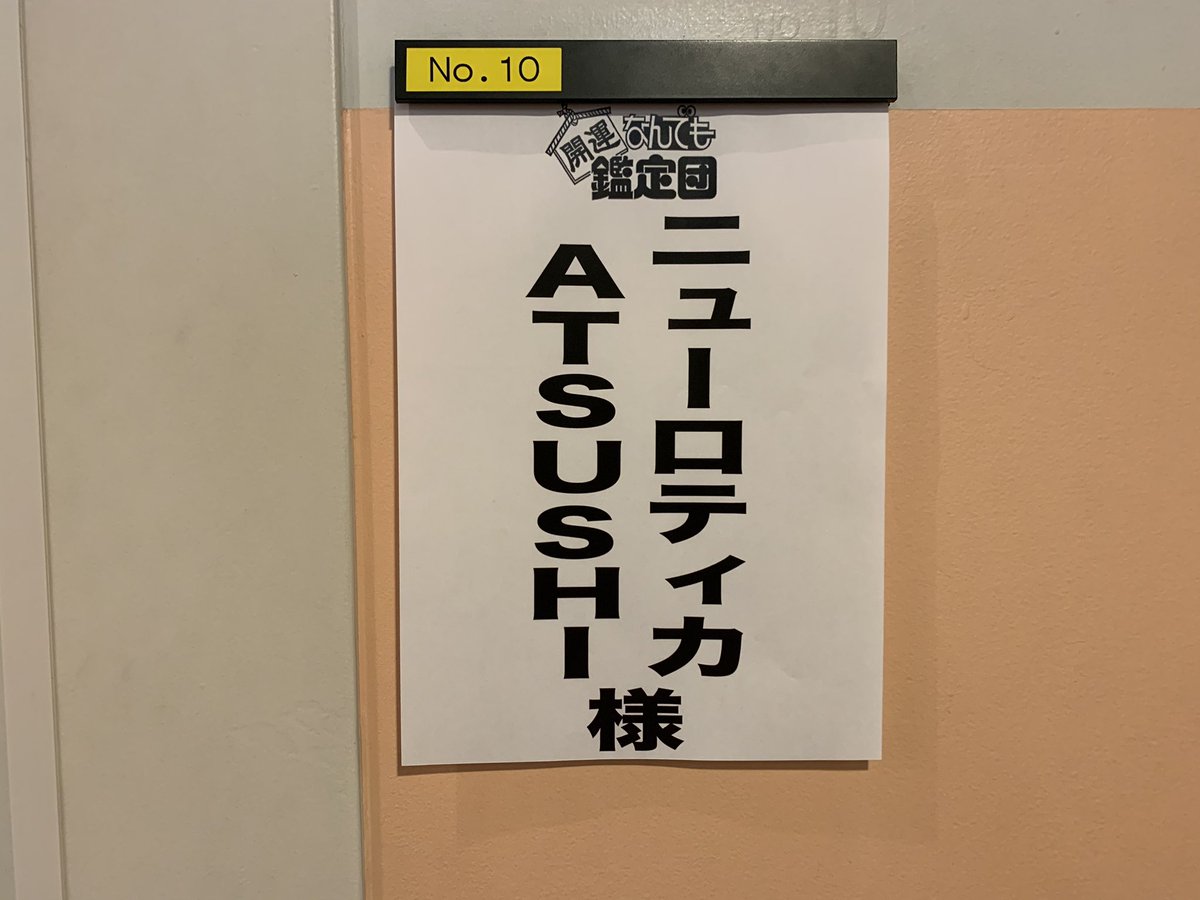 No.10
開運なんでも
鑑定団
ニューロティカ
ATSUSHI
様